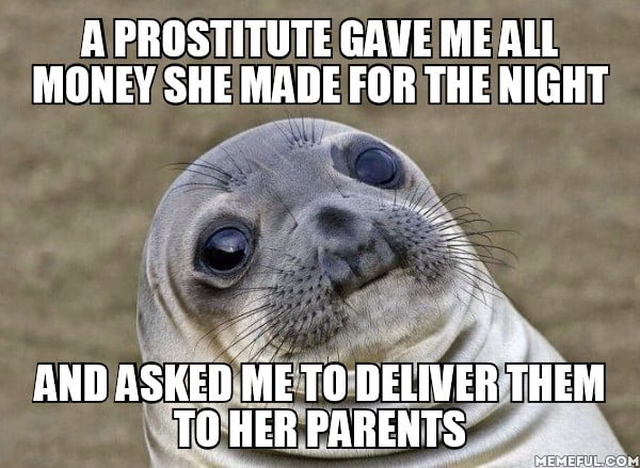 A PROSTITUTE GAVE ME ALL
MONEY SHE MADE FOR THE NIGHT
AND ASKED ME TO DELIVER THEM
TO HER PARENTS
MEMEFUL.COM